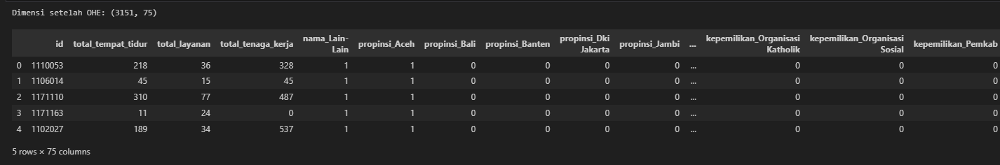 Dimensi setelah OHE: (3151, 75)
id total_tempat_tidur total_layanan total_tenaga_kerja nama_Lain-Lain propinsi_Aceh propinsi_Bali propinsi_Banten propinsi_Dki Jakarta propinsi_Jambi ... kepemilikan_Organisasi Katholik kepemilikan_Organisasi Sosial kepemilikan_Pemkab
0 1110053 218 36 328 1 1 0 0 0 0 ... 0 0 0
1 1106014 45 15 45 1 1 0 0 0 0 ... 0 0 0
2 1171110 310 77 487 1 1 0 0 0 0 ... 0 0 0
3 1171163 11 24 0 1 1 0 0 0 0 ... 0 0 0
4 1102027 189 34 537 1 1 0 0 0 0 ... 0 0 0
5 rows × 75 columns